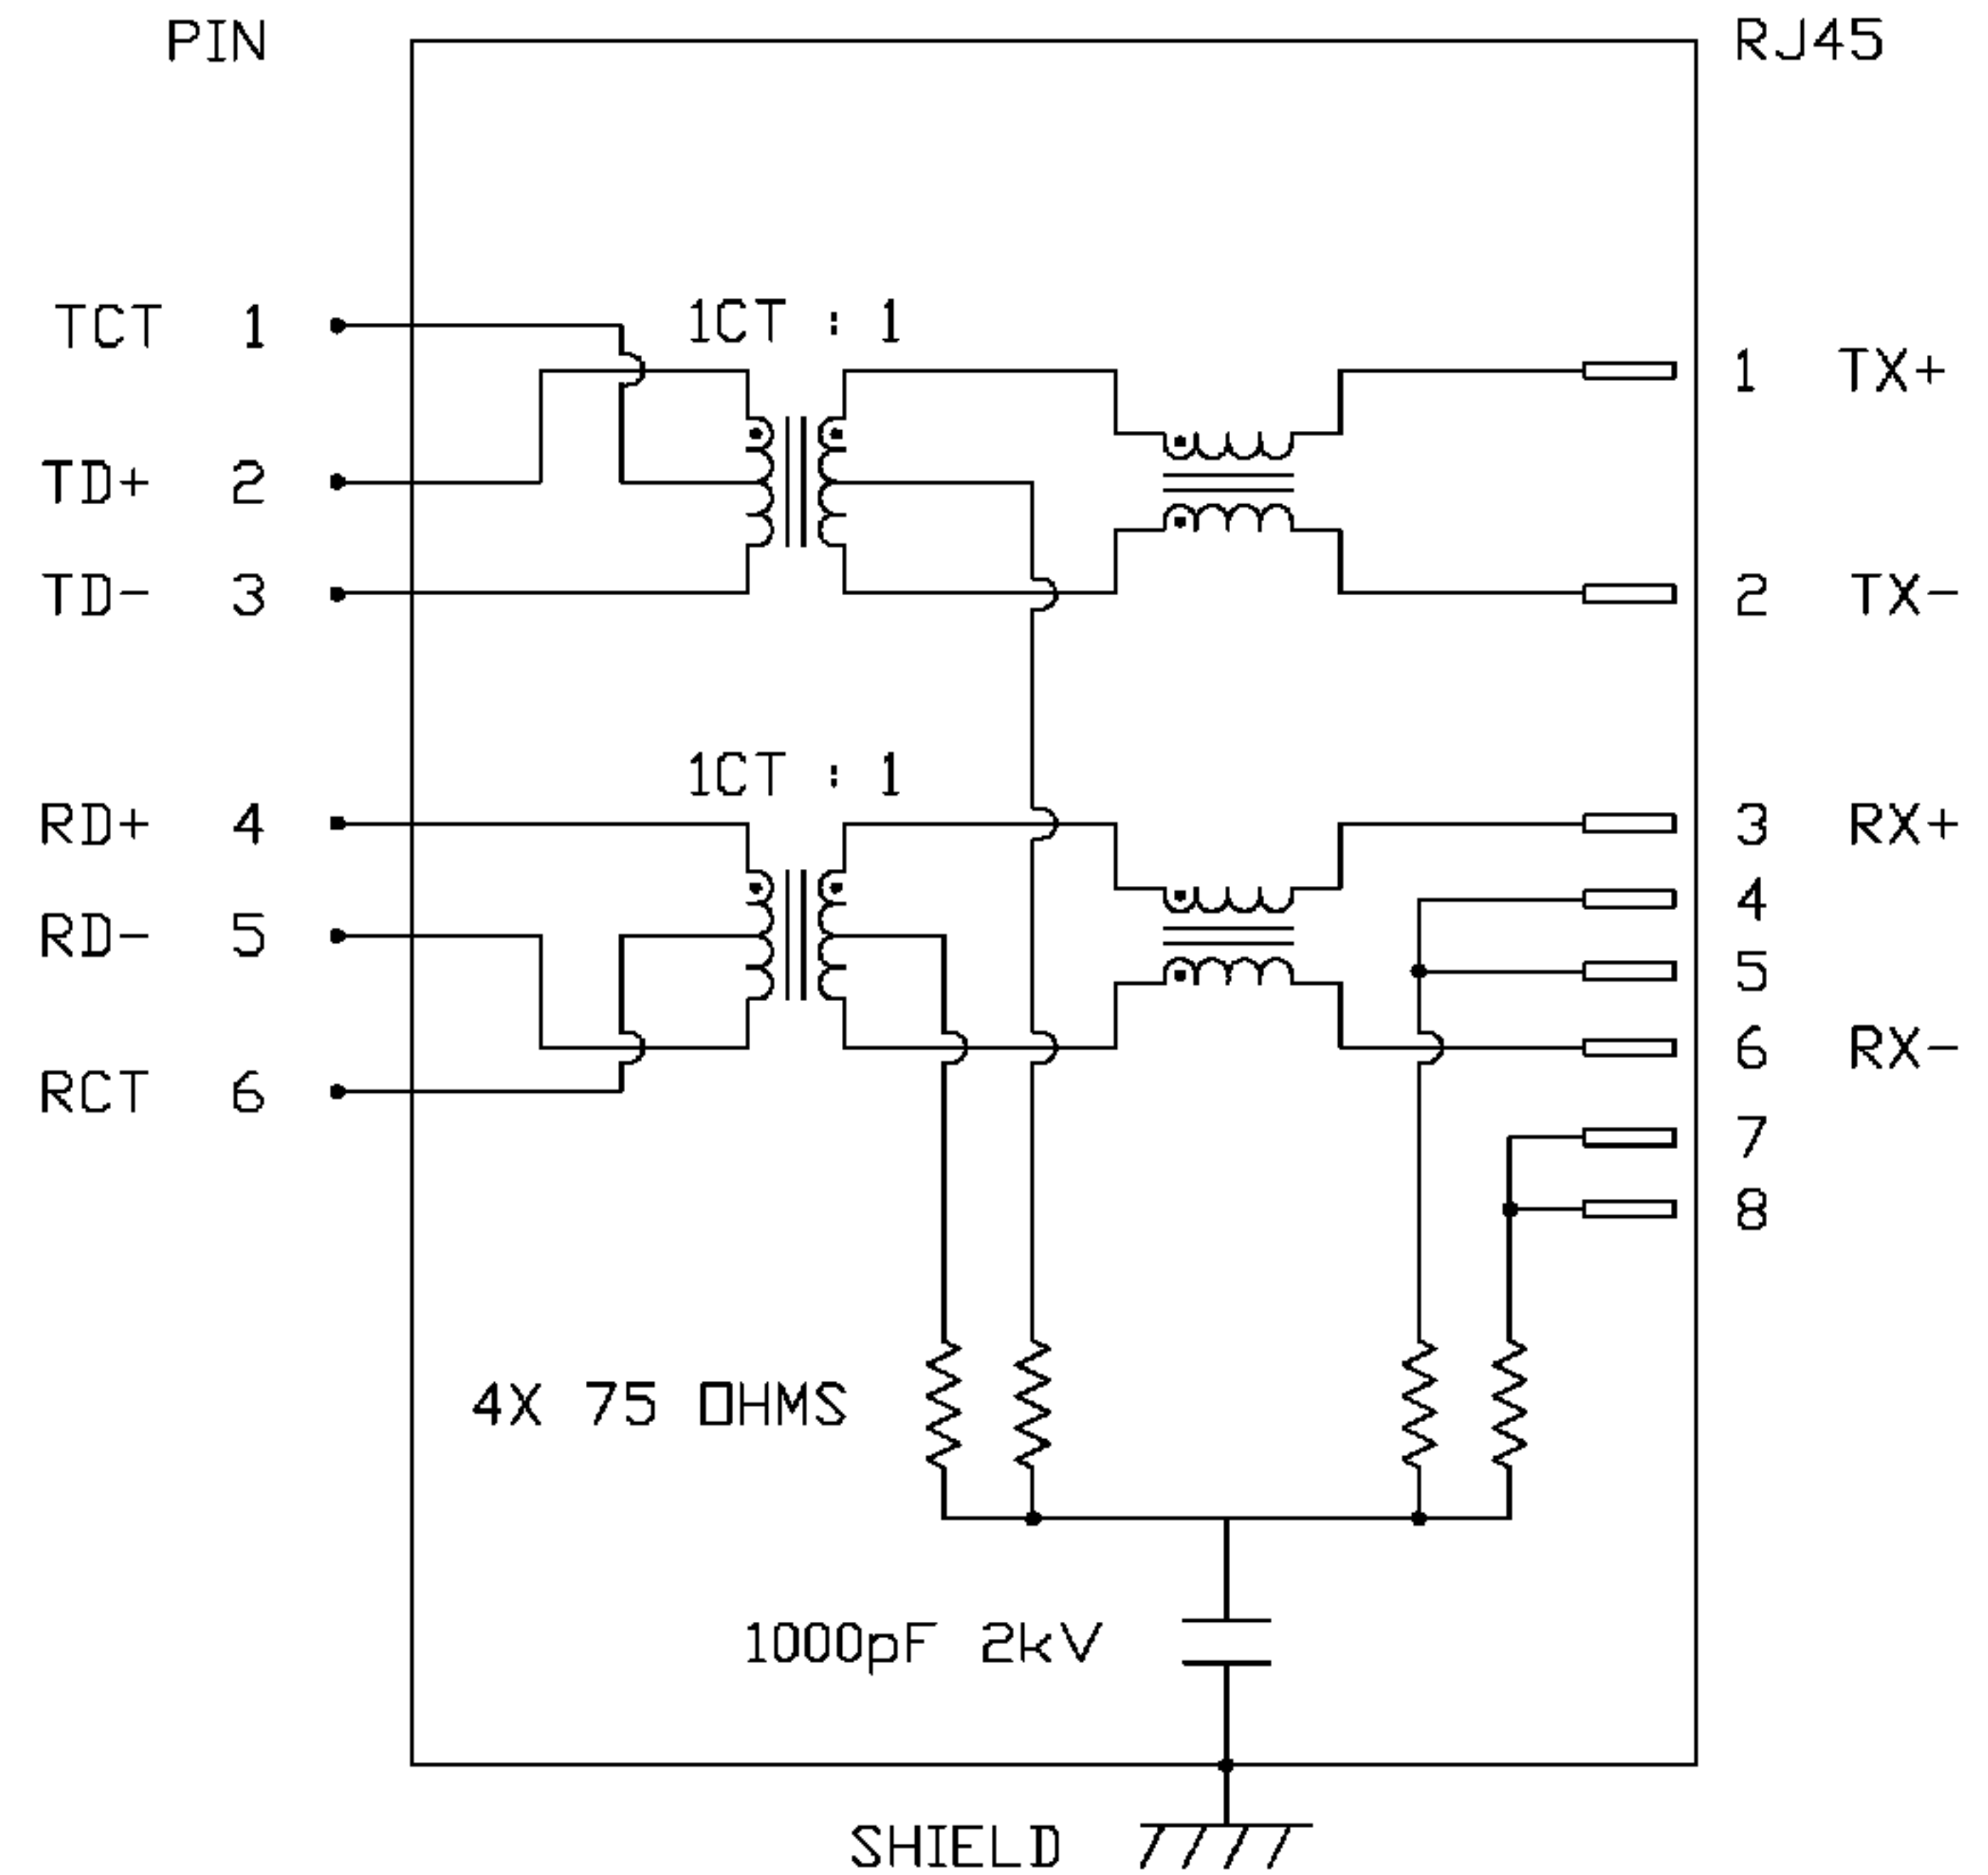 PIN RJ45
TCT 1
1CT : 1
1 TX+
TD+ 2
TD- 3
2 TX-
1CT : 1
RD+ 4
3 RX+
4
RD- 5
5
6 RX-
RCT 6
7
8
4X 75 OHMS
1000pF 2kV
SHIELD